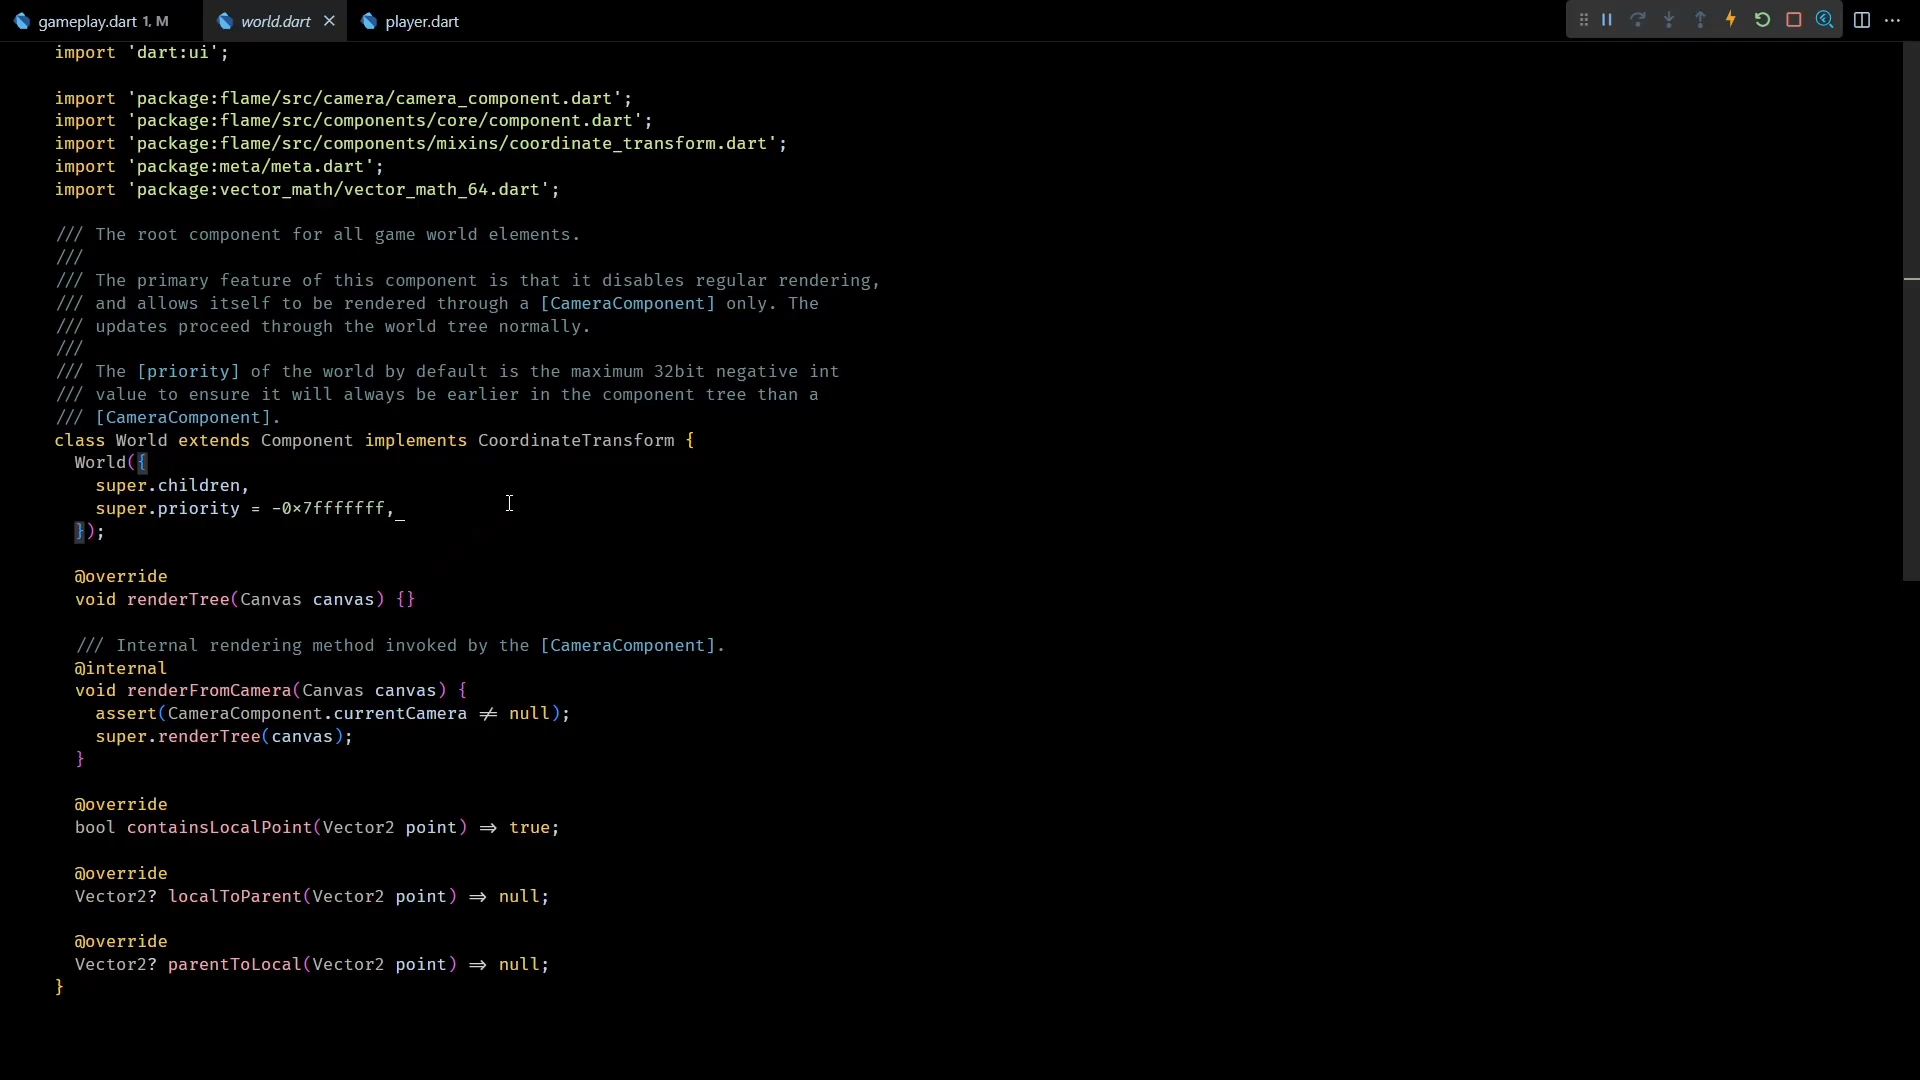 gameplay.dart 1, M
world.dart
player.dart
import 'dart:ui';
import 'package:flame/src/camera/camera_component.dart';
import 'package:flame/src/components/core/component.dart';
import 'package:flame/src/components/mixins/coordinate_transform.dart';
import 'package:meta/meta.dart';
import 'package:vector_math/vector_math_64.dart';
/// The root component for all game world elements.
///
/// The primary feature of this component is that it disables regular rendering,
/// and allows itself to be rendered through a [CameraComponent] only. The
/// updates proceed through the world tree normally.
///
/// The [priority] of the world by default is the maximum 32bit negative int
/// value to ensure it will always be earlier in the component tree than a
/// [CameraComponent].
class World extends Component implements CoordinateTransform {
World({
super.children,
super.priority = -0x7fffffff,
});
@override
void renderTree(Canvas canvas) {}
/// Internal rendering method invoked by the [CameraComponent].
@internal
void renderFromCamera(Canvas canvas) {
assert(CameraComponent.currentCamera != null);
super.renderTree(canvas);
}
@override
bool containsLocalPoint(Vector2 point) => true;
@override
Vector2? localToParent(Vector2 point) => null;
@override
Vector2? parentToLocal(Vector2 point) => null;
}